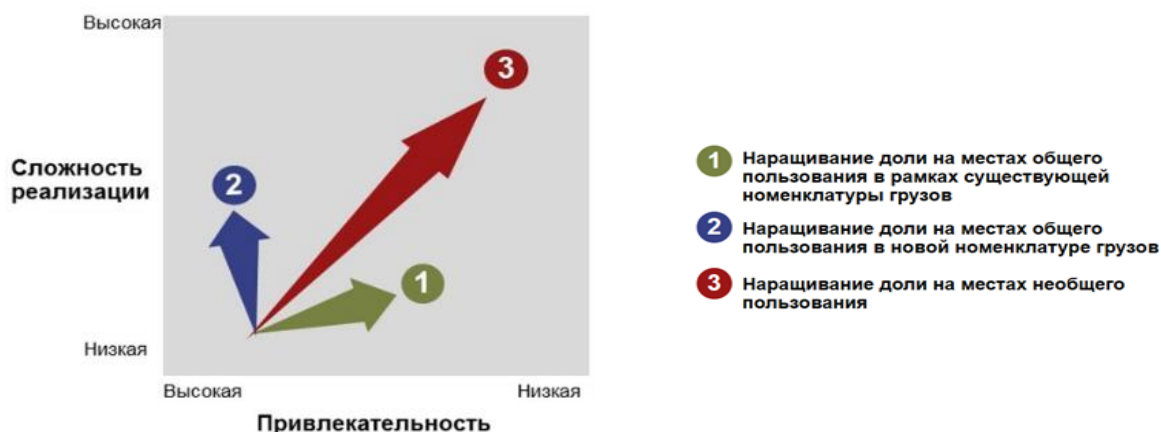 Высокая
3
Сложность
реализации
2
1
Низкая
Высокая
Низкая
Привлекательность
1
Наращивание доли на местах общего
пользования в рамках существующей
номенклатуры грузов
2
Наращивание доли на местах общего
пользования в новой номенклатуре грузов
3
Наращивание доли на местах необщего
пользования